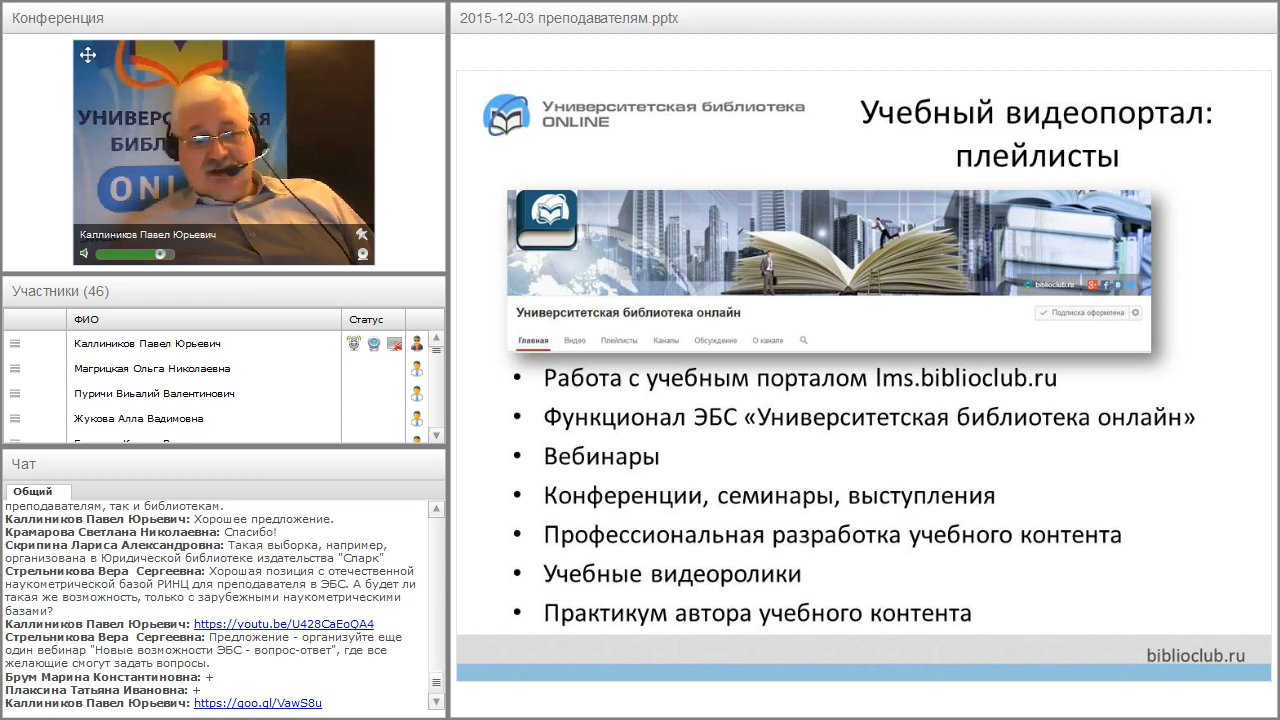 Конференция
УНИВЕР
АЯ
БИБЛ
ONL
Каллиников Павел Юрьевич
Участники (46)
ФИО
Статус
Каллиников Павел Юрьевич
Магрицкая Ольга Николаевна
Пуричи Виьалий Валентинович
Жукова Алла Вадимовна
Чат
Общий
преподавателям, так и библиотекам.
Каллиников Павел Юрьевич: Хорошее предложение.
Крамарова Светлана Николаевна: Спасибо!
Скрипина Лариса Александровна: Такая выборка, например,
организована в Юридической библиотеке издательства "Спарк"
Стрельникова Вера Сергеевна: Хорошая позиция с отечественной
наукометрической базой РИНЦ для преподавателя в ЭБС. А будет ли
такая же возможность, только с зарубежными наукометрическими
базами?
Каллиников Павел Юрьевич: https://youtu.be/U428CaEoQA4
Стрельникова Вера Сергеевна: Предложение - организуйте еще
один вебинар "Новые возможности ЭБС - вопрос-ответ", где все
желающие смогут задать вопросы.
Брум Марина Константиновна: +
Плаксина Татьяна Ивановна: +
Каллиников Павел Юрьевич: https://goo.gl/VawS8u
2015-12-03 преподавателям.pptx
Университетская библиотека
ONLINE
Учебный видеопортал:
плейлисты
biblioclub.ru
Университетская библиотека онлайн
Подписка оформлена
Главная Видео Плейлисты Каналы Обсуждение О канале
• Работа с учебным порталом lms.biblioclub.ru
• Функционал ЭБС «Университетская библиотека онлайн»
• Вебинары
• Конференции, семинары, выступления
• Профессиональная разработка учебного контента
• Учебные видеоролики
• Практикум автора учебного контента
biblioclub.ru